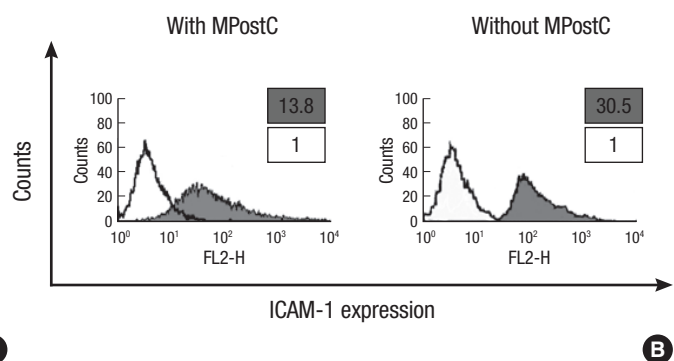 With MPostC
Without MPostC
Counts
100
80
60
40
20
0
Counts
13.8
1
10⁰ 10¹ 10² 10³ 10⁴
FL2-H
100
80
60
40
20
0
Counts
30.5
1
10⁰ 10¹ 10² 10³ 10⁴
FL2-H
ICAM-1 expression
B